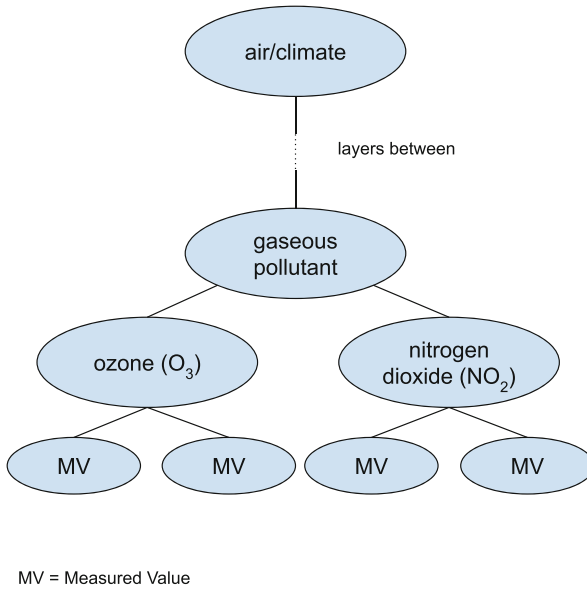 air/climate
layers between
gaseous
pollutant
ozone (O₃)
nitrogen
dioxide (NO₂)
MV
MV
MV
MV
MV = Measured Value